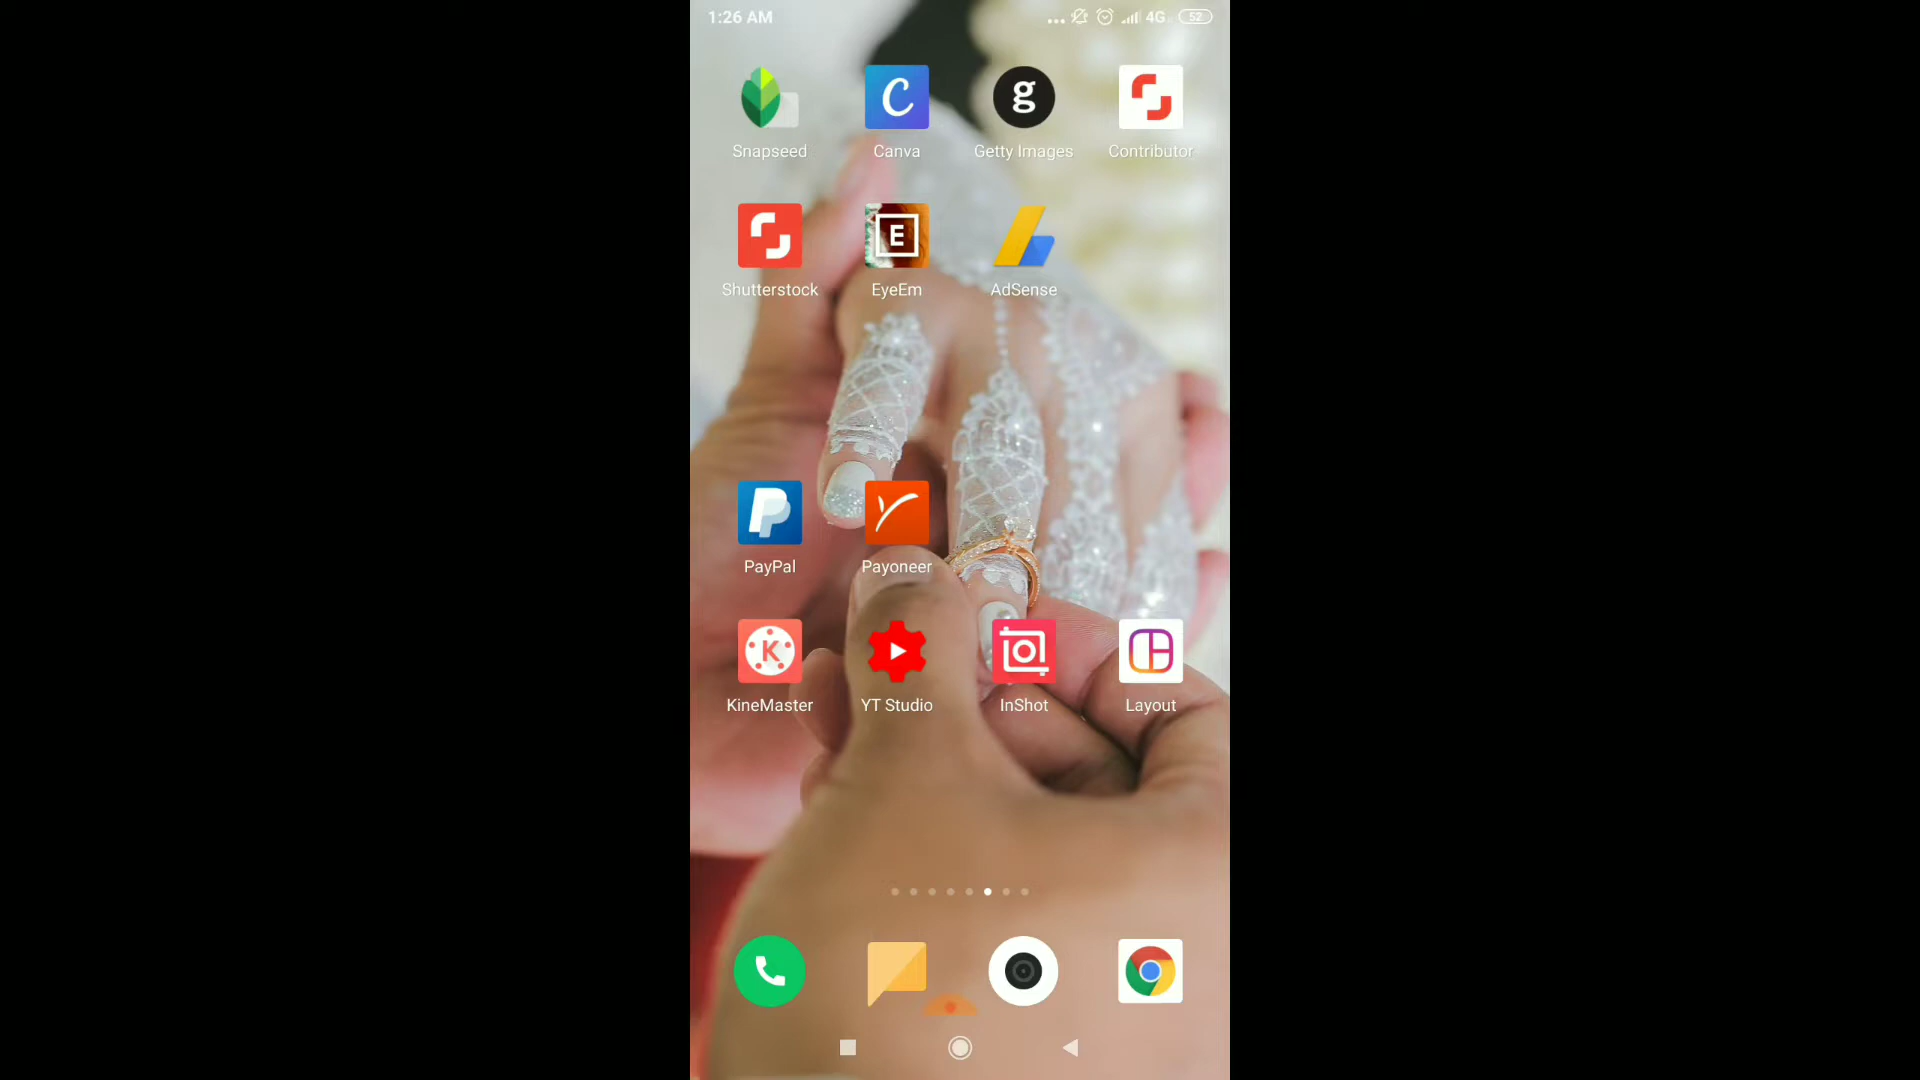 1:26 AM
4G 52
C g
Snapseed Canva Getty Images Contributor
E
Shutterstock EyeEm AdSense
PayPal Payoneer
K
KineMaster YT Studio InShot Layout